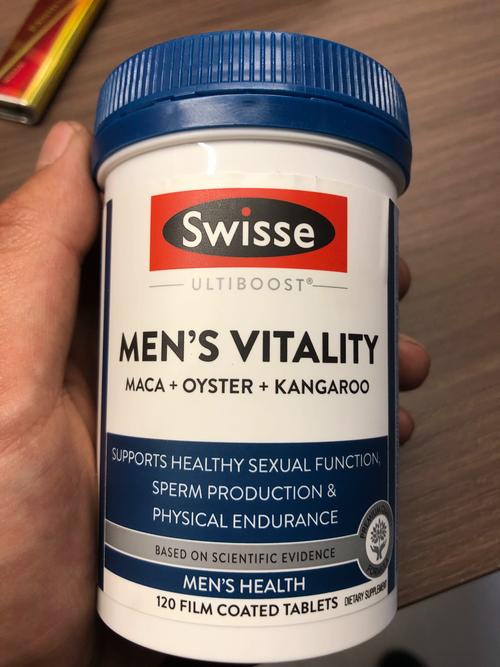 Swisse
ULTIBOOST®
MEN'S VITALITY
MACA + OYSTER + KANGAROO
SUPPORTS HEALTHY SEXUAL FUNCTION,
SPERM PRODUCTION &
PHYSICAL ENDURANCE
BASED ON SCIENTIFIC EVIDENCE
MEN'S HEALTH
120 FILM COATED TABLETS DIETARY SUPPLEMENT